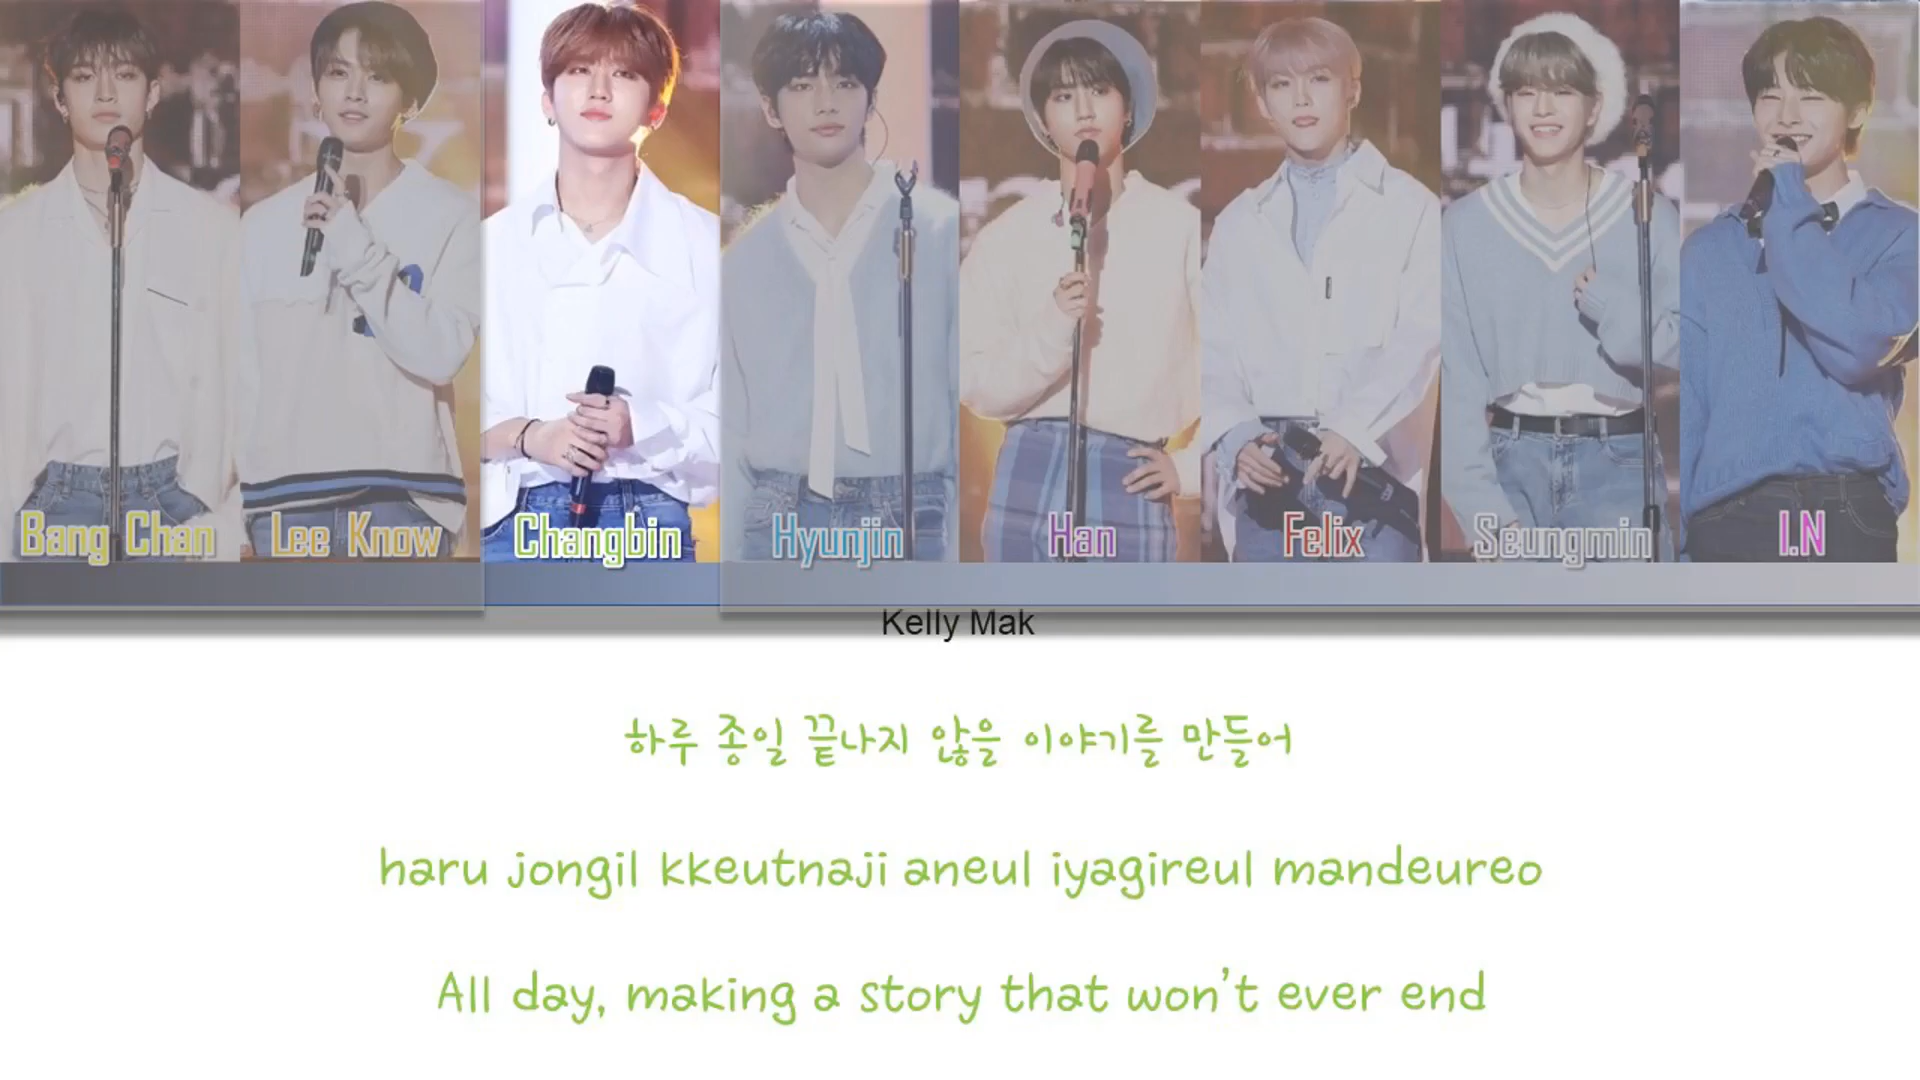 Bang Chan Lee Know Changbin Hyunjin Han Felix Seungmin I.N
Kelly Mak
하루 종일 끝나지 않을 이야기를 만들어
haru jongil kkeutnaji aneul iyagireul mandeureo
All day, making a story that won't ever end